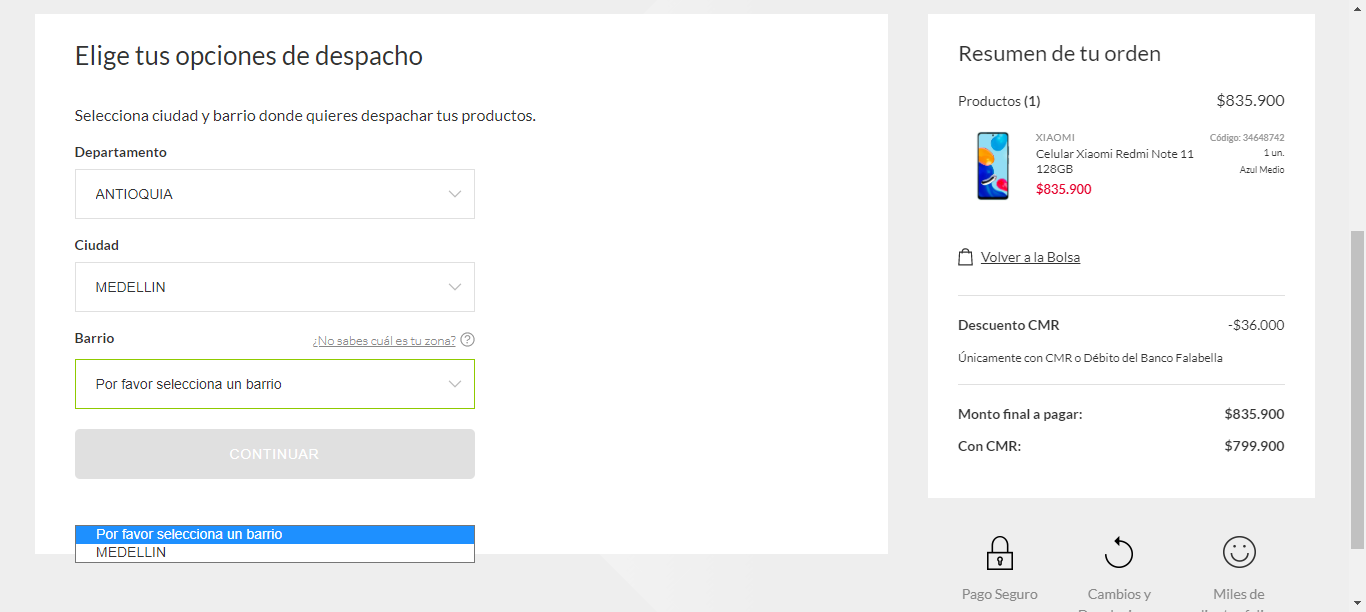 Elige tus opciones de despacho
Selecciona ciudad y barrio donde quieres despachar tus productos.
Departamento
ANTIOQUIA
Ciudad
MEDELLIN
Barrio
¿No sabes cuál es tu zona? ?
Por favor selecciona un barrio
CONTINUAR
Por favor selecciona un barrio
MEDELLIN
Resumen de tu orden
Productos (1) $835.900
XIAOMI Código: 34648742
Celular Xiaomi Redmi Note 11 1 un.
128GB Azul Medio
$835.900
Volver a la Bolsa
Descuento CMR -$36.000
Únicamente con CMR o Débito del Banco Falabella
Monto final a pagar: $835.900
Con CMR: $799.900
Pago Seguro Cambios y Miles de